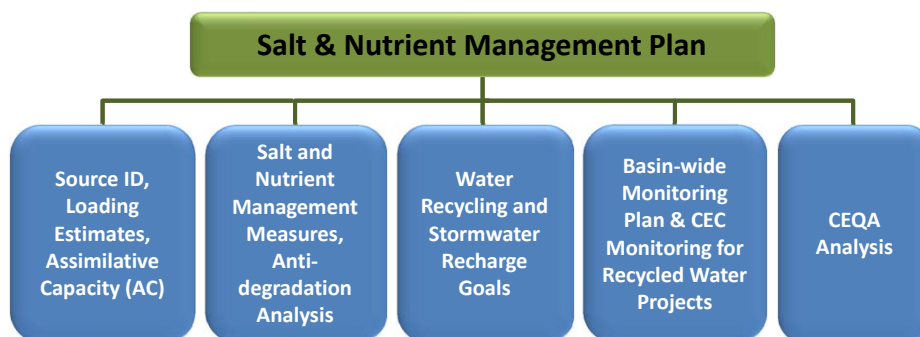 Salt & Nutrient Management Plan
Source ID,
Loading
Estimates,
Assimilative
Capacity (AC)
Salt and
Nutrient
Management
Measures,
Anti-
degradation
Analysis
Water
Recycling and
Stormwater
Recharge
Goals
Basin-wide
Monitoring
Plan & CEC
Monitoring for
Recycled Water
Projects
CEQA
Analysis